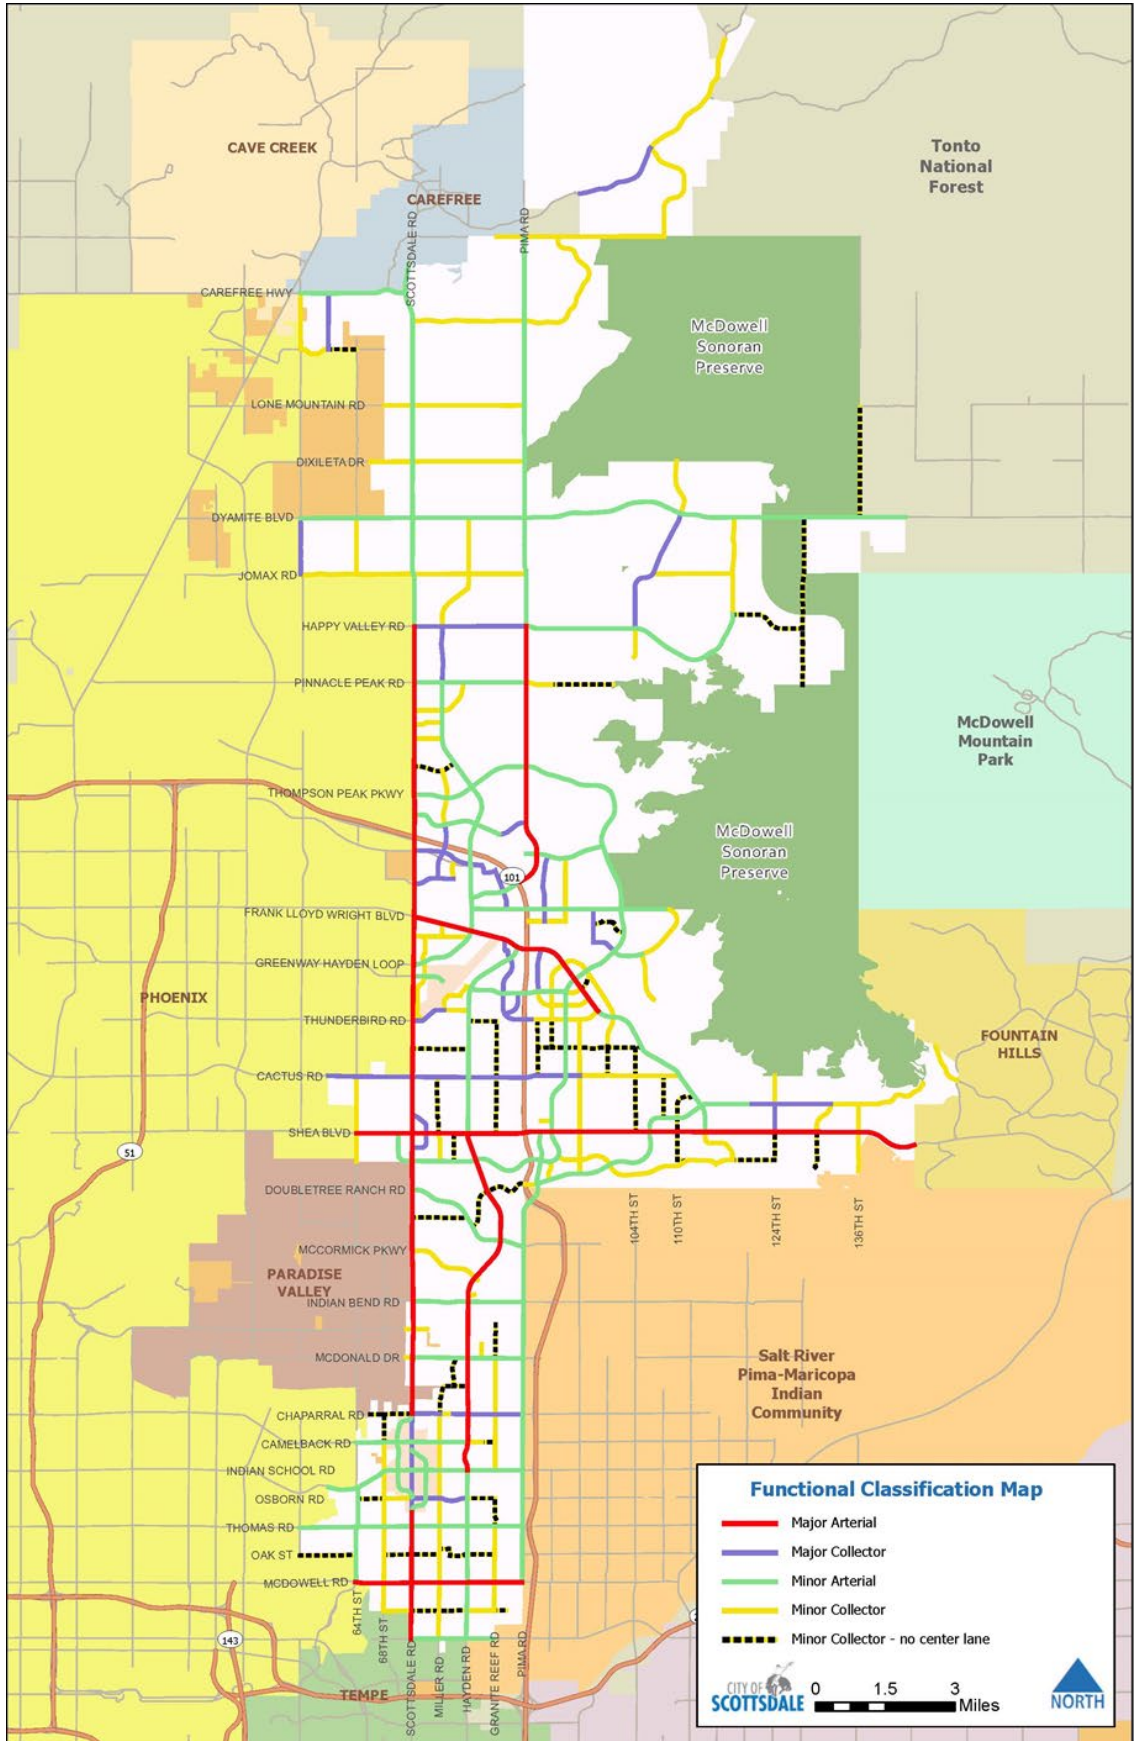 CAVE CREEK
CAREFREE
Tonto
National
Forest
SCOTTSDALE RD
PIMA RD
CAREFREE HWY
McDowell
Sonoran
Preserve
LONE MOUNTAIN RD
DIXILETA DR
DYAMITE BLVD
JOMAX RD
HAPPY VALLEY RD
PINNACLE PEAK RD
McDowell
Mountain
Park
THOMPSON PEAK PKWY
McDowell
Sonoran
Preserve
101
FRANK LLOYD WRIGHT BLVD
GREENWAY HAYDEN LOOP
PHOENIX
THUNDERBIRD RD
FOUNTAIN
HILLS
CACTUS RD
SHEA BLVD
51
DOUBLETREE RANCH RD
104TH ST
110TH ST
124TH ST
136TH ST
MCCORMICK PKWY
PARADISE
VALLEY
INDIAN BEND RD
MCDONALD DR
Salt River
Pima-Maricopa
Indian
Community
CHAPARRAL RD
CAMELBACK RD
INDIAN SCHOOL RD
OSBORN RD
THOMAS RD
OAK ST
MCDOWELL RD
64TH ST
68TH ST
SCOTTSDALE RD
MILLER RD
HAYDEN RD
GRANITE REEF RD
PIMA RD
143
TEMPE
Functional Classification Map
Major Arterial
Major Collector
Minor Arterial
Minor Collector
Minor Collector - no center lane
CITY OF
SCOTTSDALE
0 1.5 3
Miles
NORTH